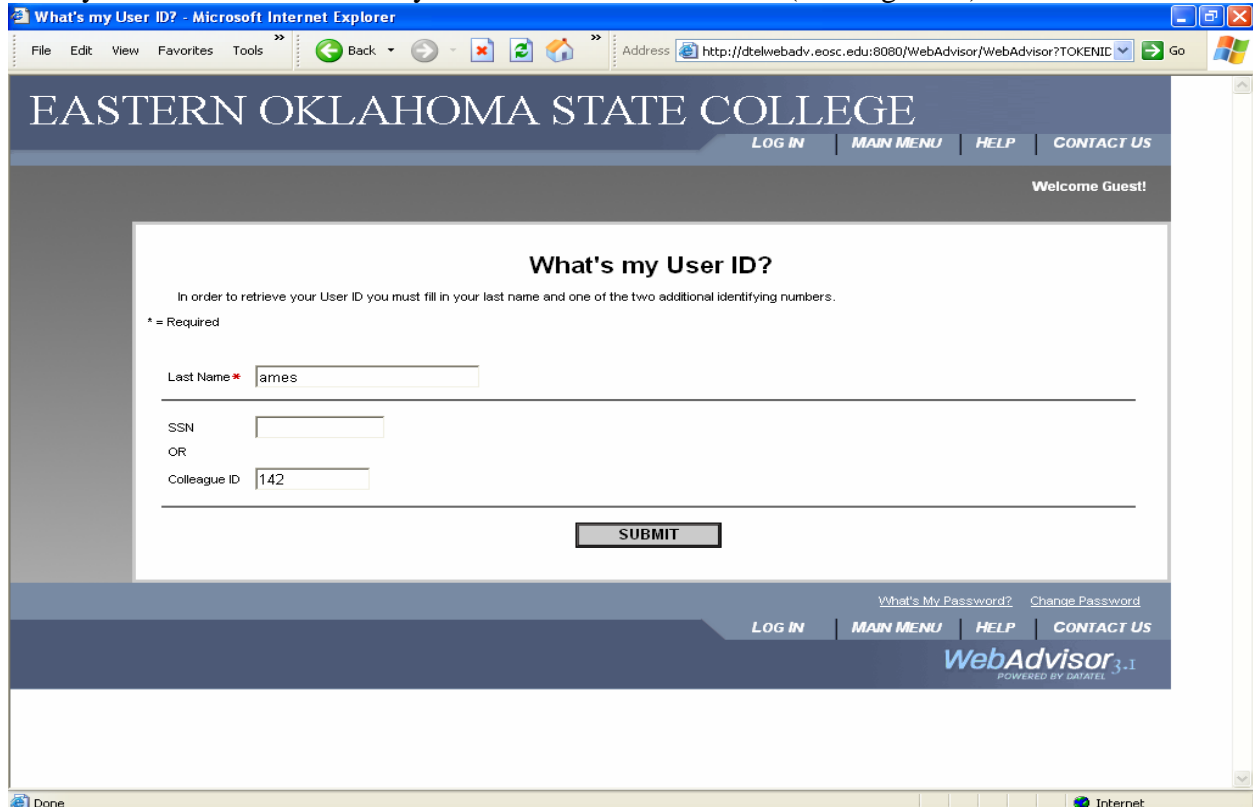 What's my User ID? - Microsoft Internet Explorer
File Edit View Favorites Tools » Back » Address http://dtelwebadv.eosc.edu:8080/WebAdvisor/WebAdvisor?TOKENID Go
EASTERN OKLAHOMA STATE COLLEGE
LOG IN MAIN MENU HELP CONTACT US
Welcome Guest!
What's my User ID?
In order to retrieve your User ID you must fill in your last name and one of the two additional identifying numbers.
* = Required
Last Name* ames
SSN
OR
Colleague ID 142
SUBMIT
What's My Password? Change Password
LOG IN MAIN MENU HELP CONTACT US
WebAdvisor 3.1
POWERED BY DATATEL
Done Internet